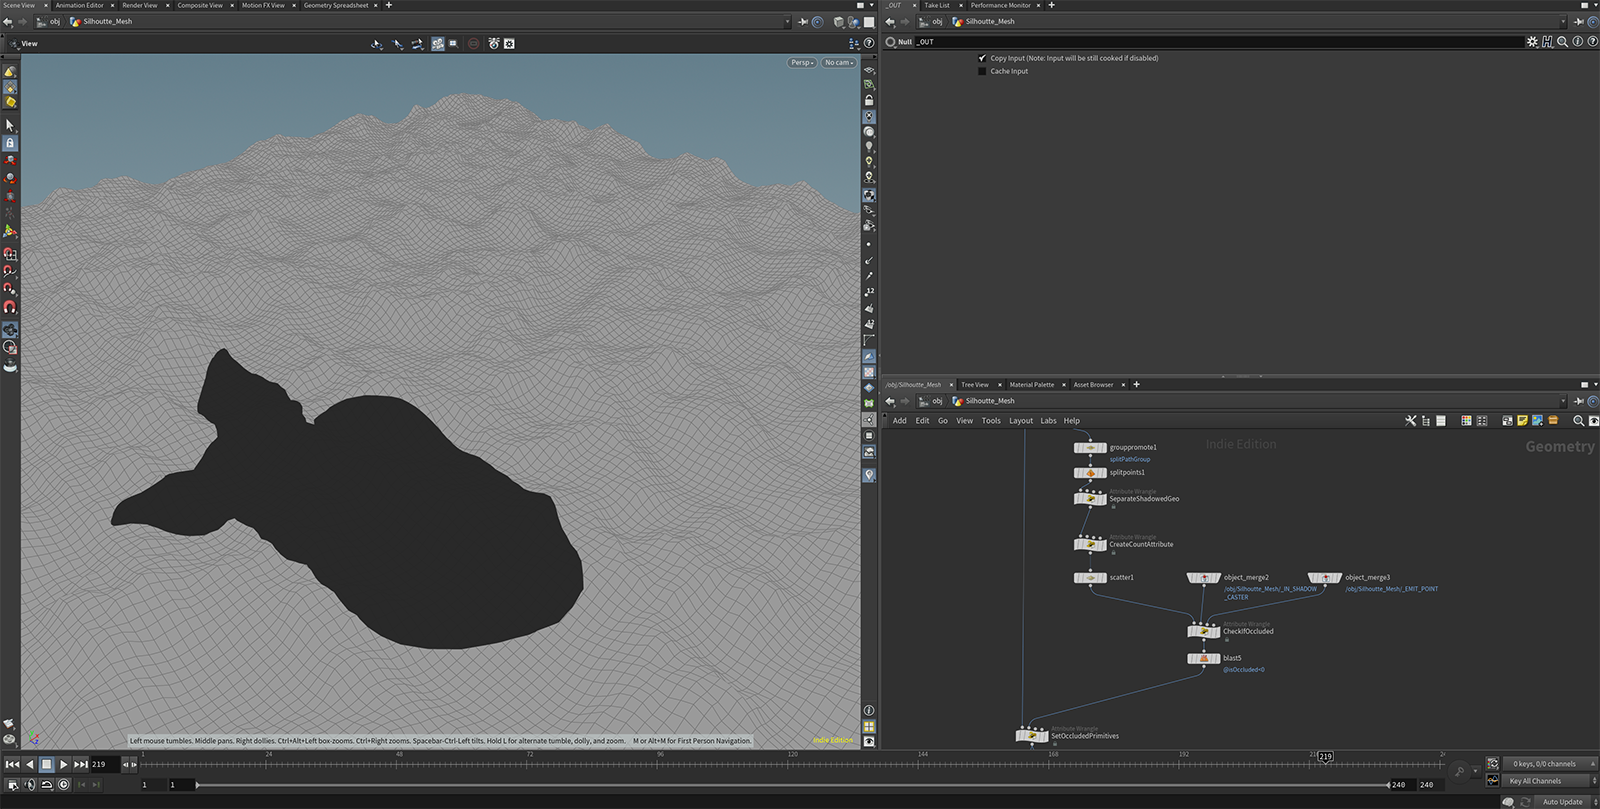 Scene View
Animation Editor
Render View
Composite View
Motion FX View
Geometry Spreadsheet
_OUT
Take List
Performance Monitor
obj
Silhoutte_Mesh
obj
Silhoutte_Mesh
View
Null
_OUT
Persp
No cam
Copy Input (Note: Input will be still cooked if disabled)
Cache Input
12
12
/obj/Silhoutte_Mesh
Tree View
Material Palette
Asset Browser
obj
Silhoutte_Mesh
Add
Edit
Go
View
Tools
Layout
Labs
Help
Indie Edition
Geometry
grouppromote1
splitPathGroup
splitpoints1
Attribute Wrangle
SeparateShadowedGeo
Attribute Wrangle
CreateCountAttribute
scatter1
object_merge2
/obj/Silhoutte_Mesh/_IN_SHADOW
_CASTER
object_merge3
/obj/Silhoutte_Mesh/_EMIT_POINT
Attribute Wrangle
CheckIfOccluded
blast5
@isOccluded=0
Attribute Wrangle
SetOccludedPrimitives
Left mouse tumbles. Middle pans. Right dollies. Ctrl+Alt+Left box-zooms. Ctrl+Right zooms. Spacebar-Ctrl-Left tilts. Hold L for alternate tumble, dolly, and zoom. M or Alt+M for First Person Navigation.
Indie Edition
219
1
24
48
72
96
120
144
168
192
219
0 keys, 0/0 channels
1
1
240
240
Key All Channels
Auto Update